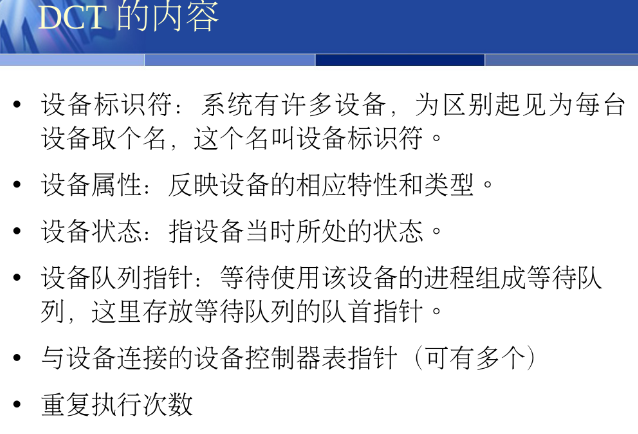 DCT 的内容
• 设备标识符：系统有许多设备，为区别起见为每台
设备取个名，这个名叫设备标识符。
• 设备属性：反映设备的相应特性和类型。
• 设备状态：指设备当时所处的状态。
• 设备队列指针：等待使用该设备的进程组成等待队
列，这里存放等待队列的队首指针。
• 与设备连接的设备控制器表指针（可有多个）
• 重复执行次数